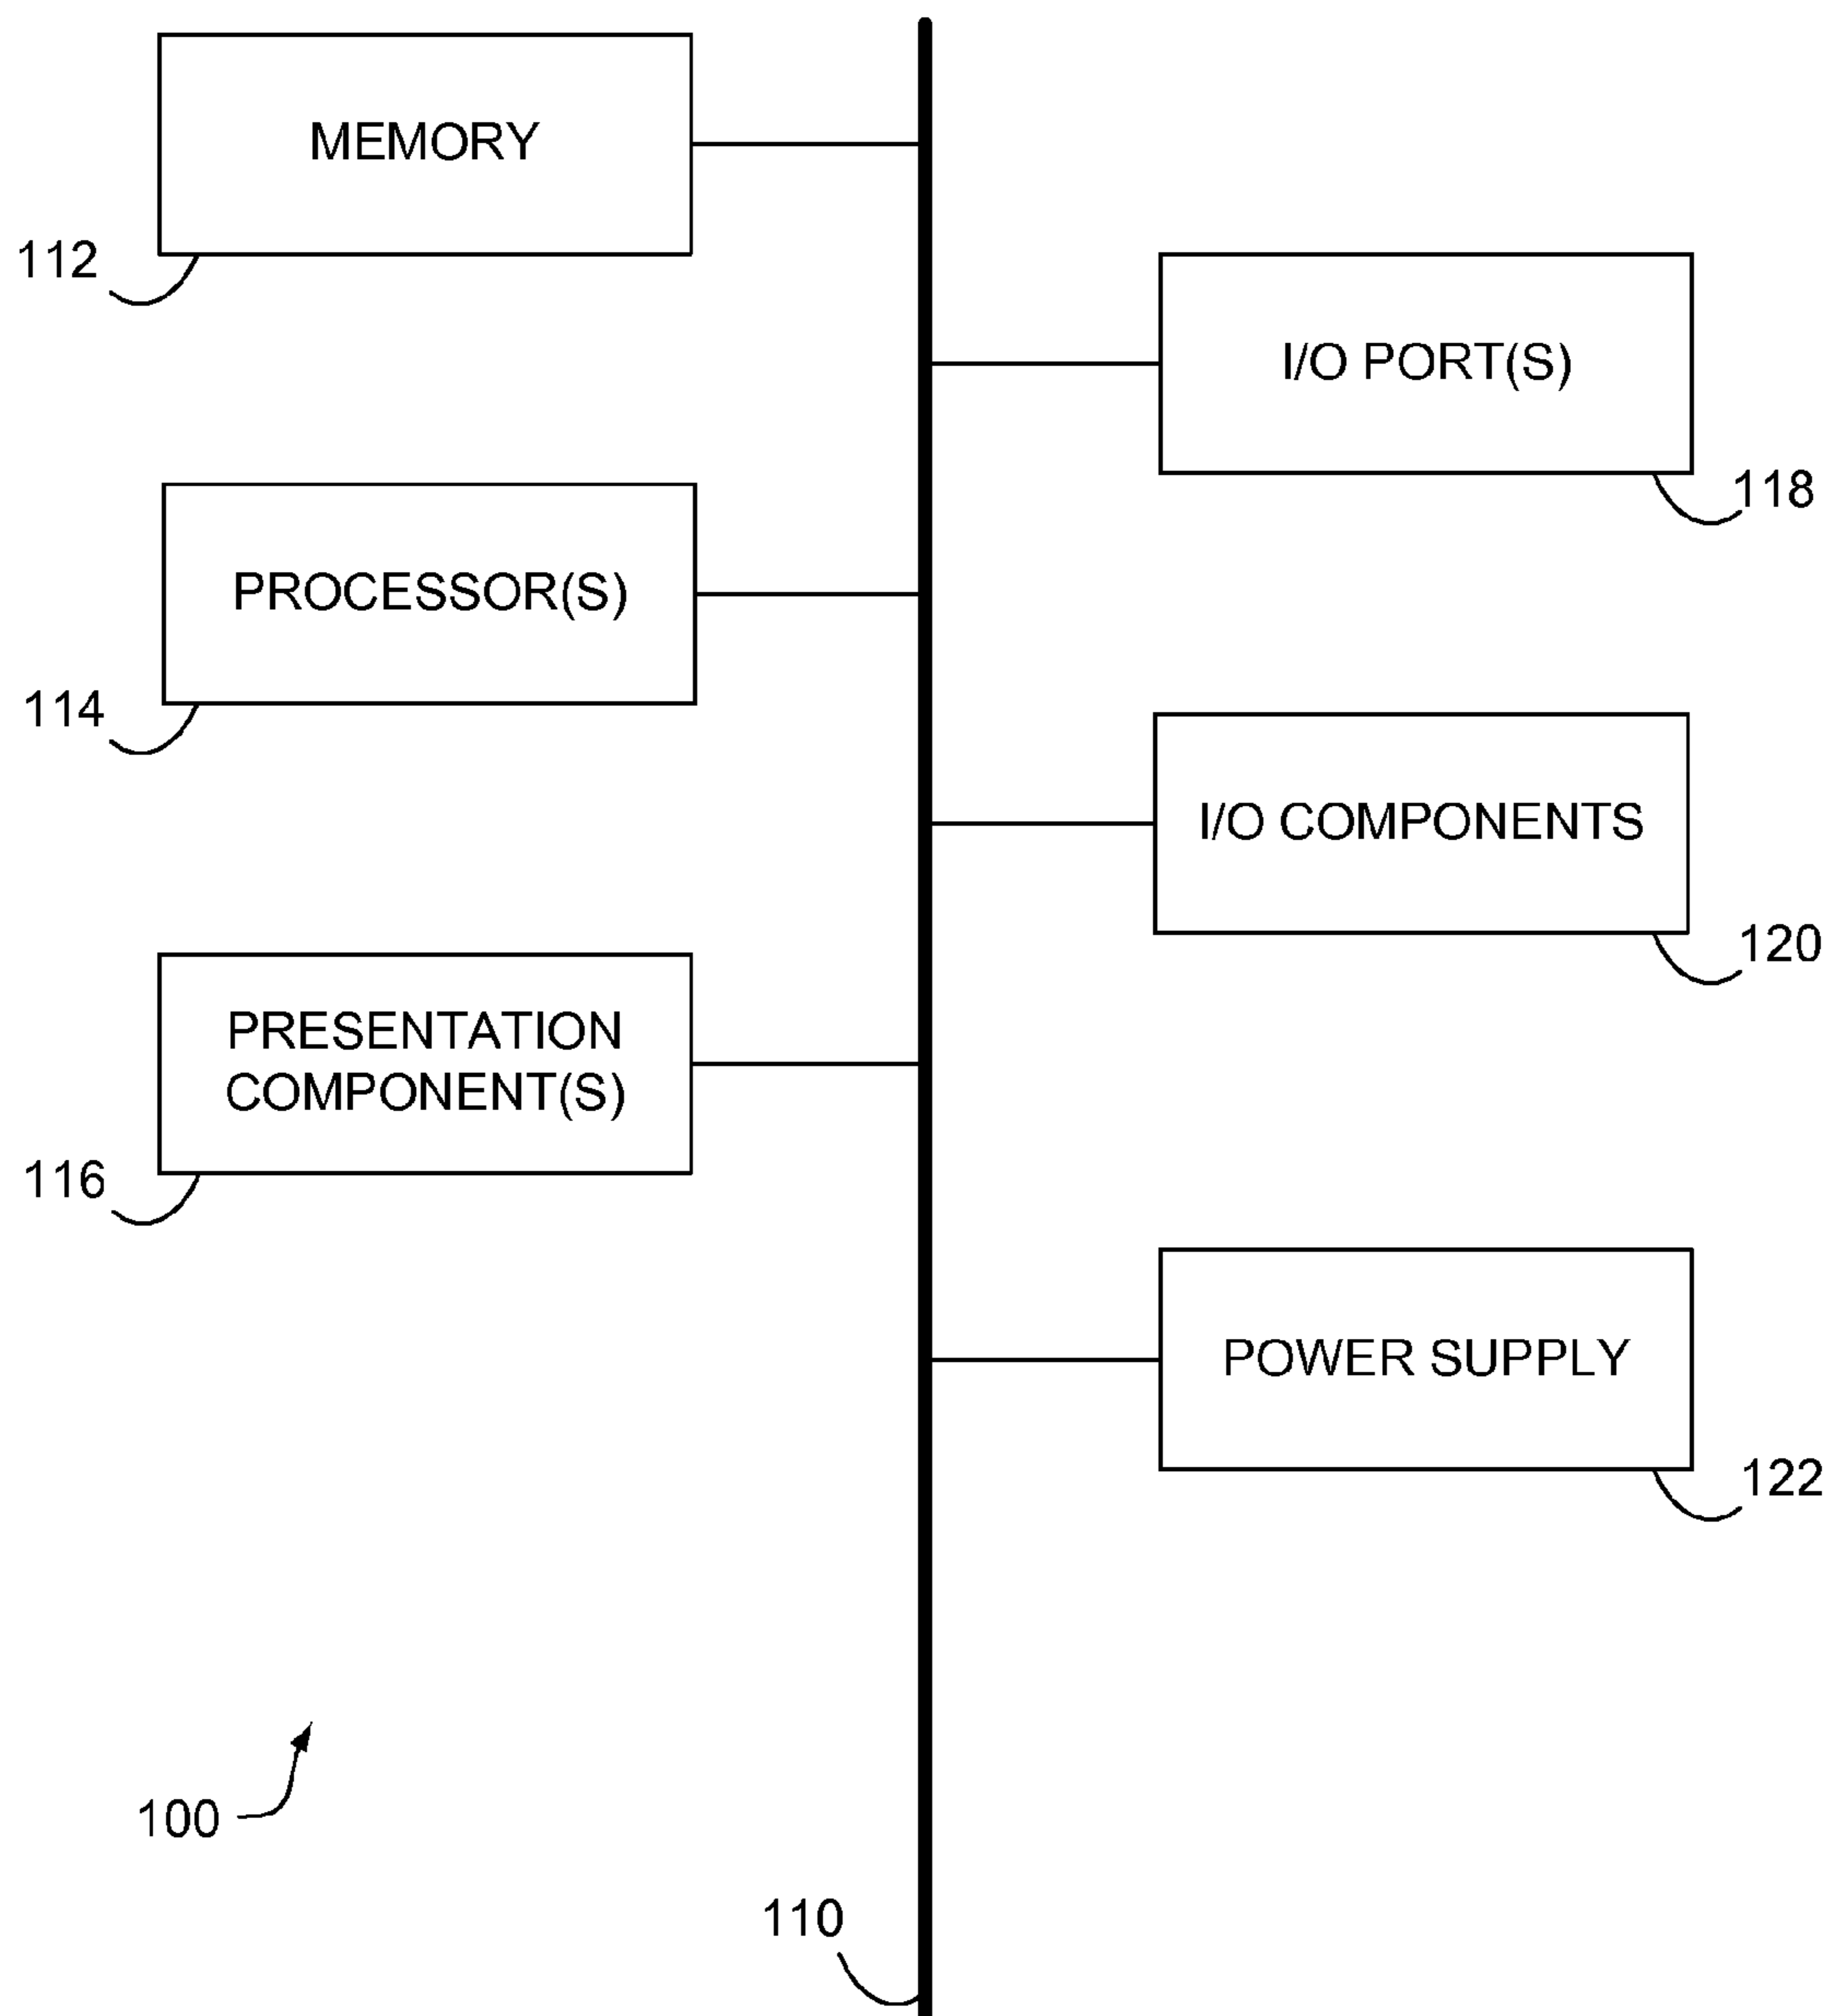 MEMORY
112
I/O PORT(S)
118
PROCESSOR(S)
114
I/O COMPONENTS
120
PRESENTATION
COMPONENT(S)
116
POWER SUPPLY
122
100
110